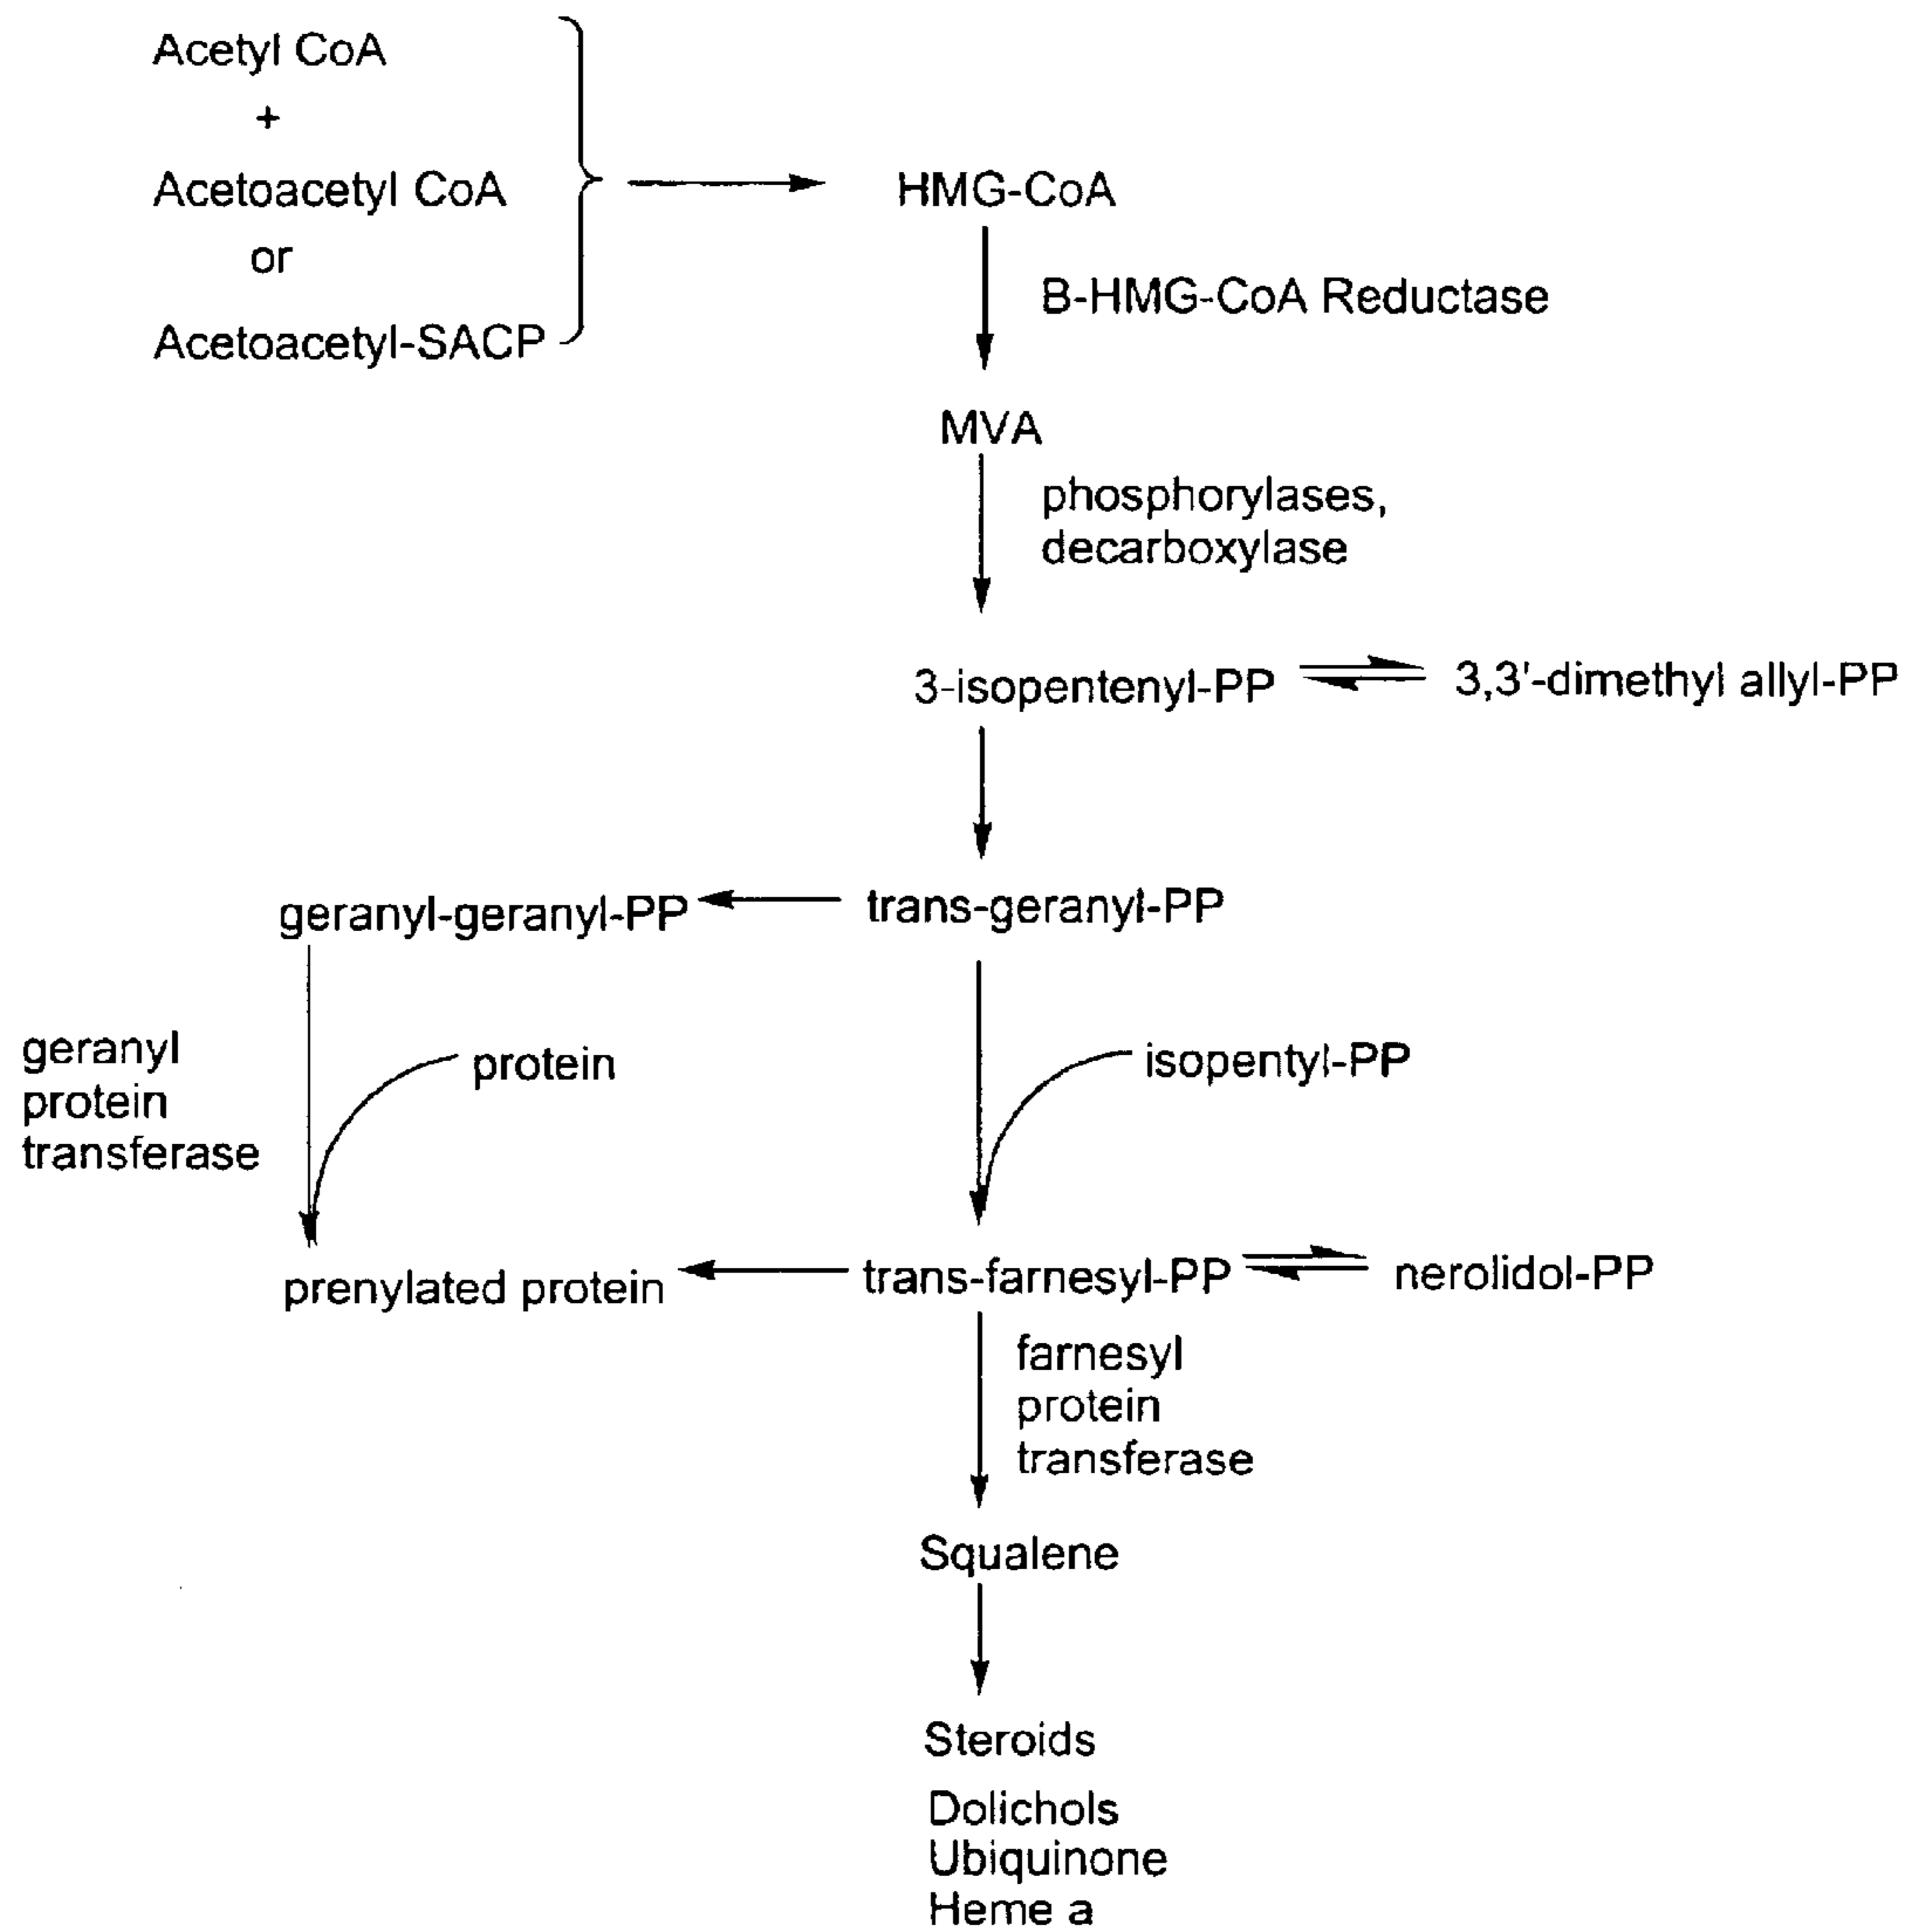 Acetyl CoA
+
Acetoacetyl CoA
or
Acetoacetyl-SACP
HMG-CoA
B-HMG-CoA Reductase
MVA
phosphorylases,
decarboxylase
3-isopentenyl-PP
3,3'-dimethyl allyl-PP
geranyl-geranyl-PP
trans-geranyl-PP
geranyl
protein
transferase
protein
isopentyl-PP
prenylated protein
trans-farnesyl-PP
nerolidol-PP
farnesyl
protein
transferase
Squalene
Steroids
Dolichols
Ubiquinone
Heme a